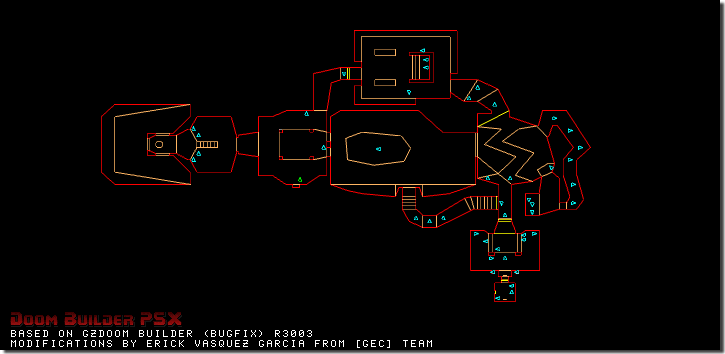 Doom Builder PSX
BASED ON GZDOOM BUILDER (BUGFIX) R3003
MODIFICATIONS BY ERICK VASQUEZ GARCIA FROM [GEC] TEAM